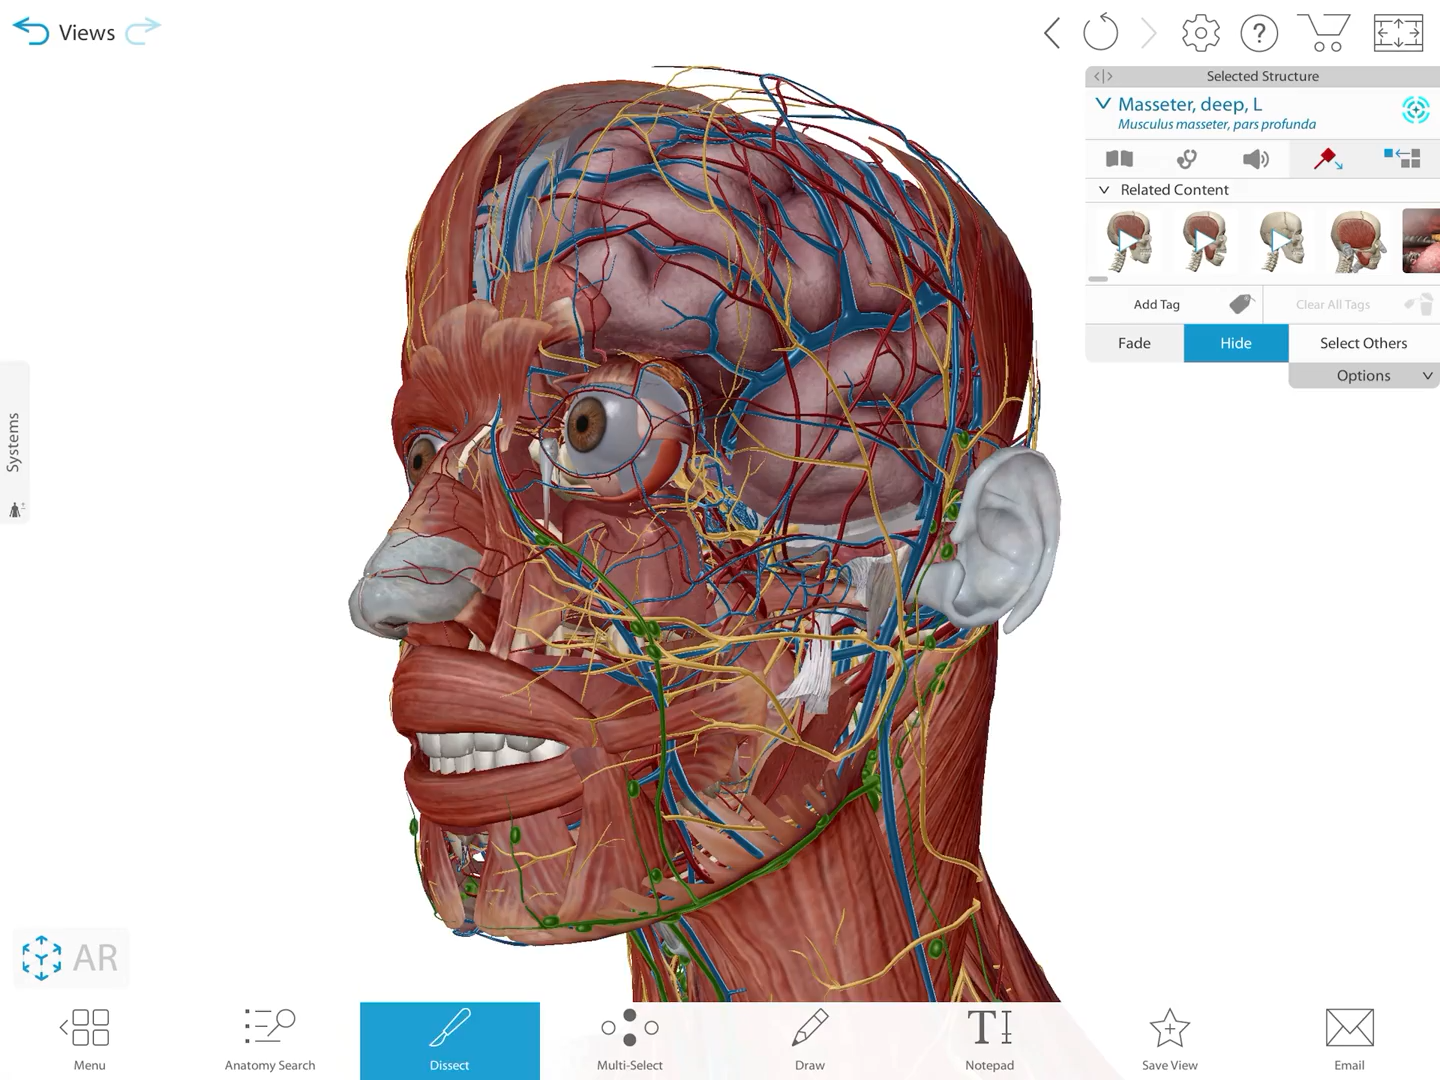 Views
Selected Structure
Masseter, deep, L
Musculus masseter, pars profunda
Related Content
Add Tag
Clear All Tags
Fade
Hide
Select Others
Options
Systems
AR
Menu
Anatomy Search
Dissect
Multi-Select
Draw
Notepad
Save View
Email